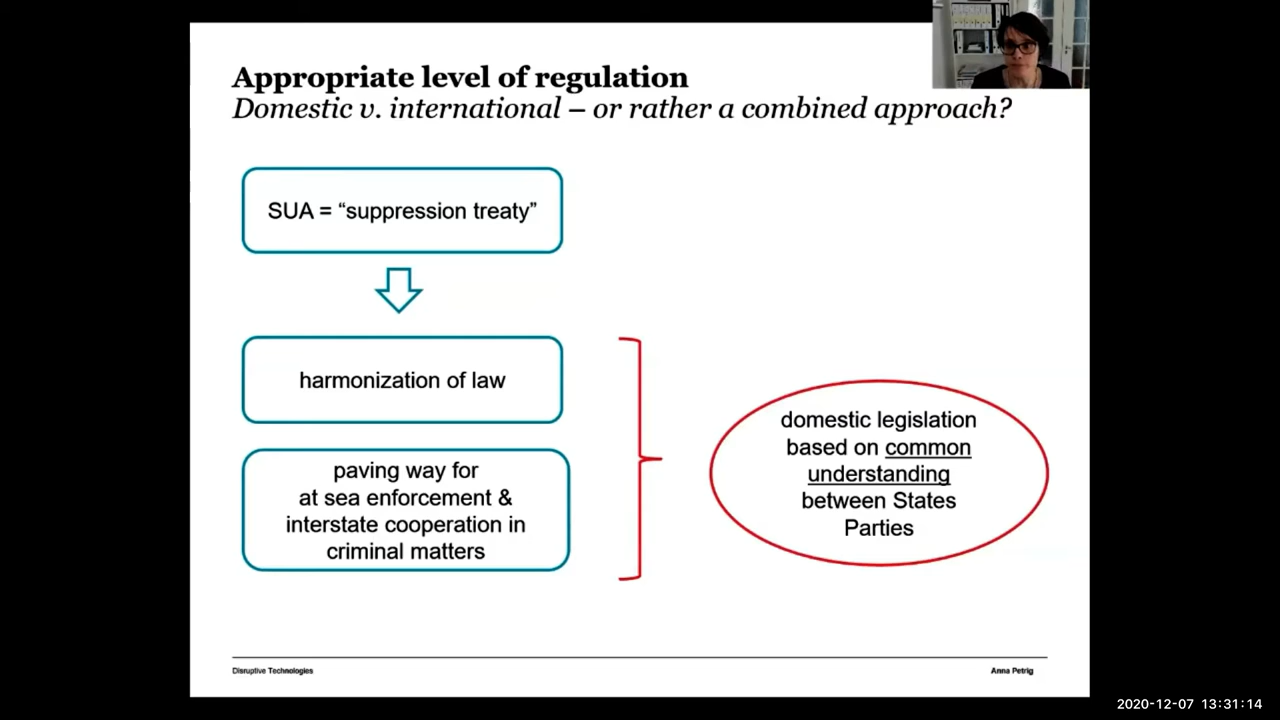 Appropriate level of regulation
Domestic v. international – or rather a combined approach?
SUA = “suppression treaty”
harmonization of law
paving way for
at sea enforcement &
interstate cooperation in
criminal matters
domestic legislation
based on common
understanding
between States
Parties
Disruptive Technologies
Anna Petrig
2020-12-07 13:31:14